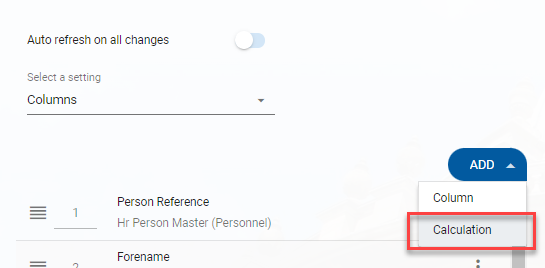 Auto refresh on all changes
Select a setting
Columns
ADD
Column
Calculation
1
Person Reference
Hr Person Master (Personnel)
2
Forename